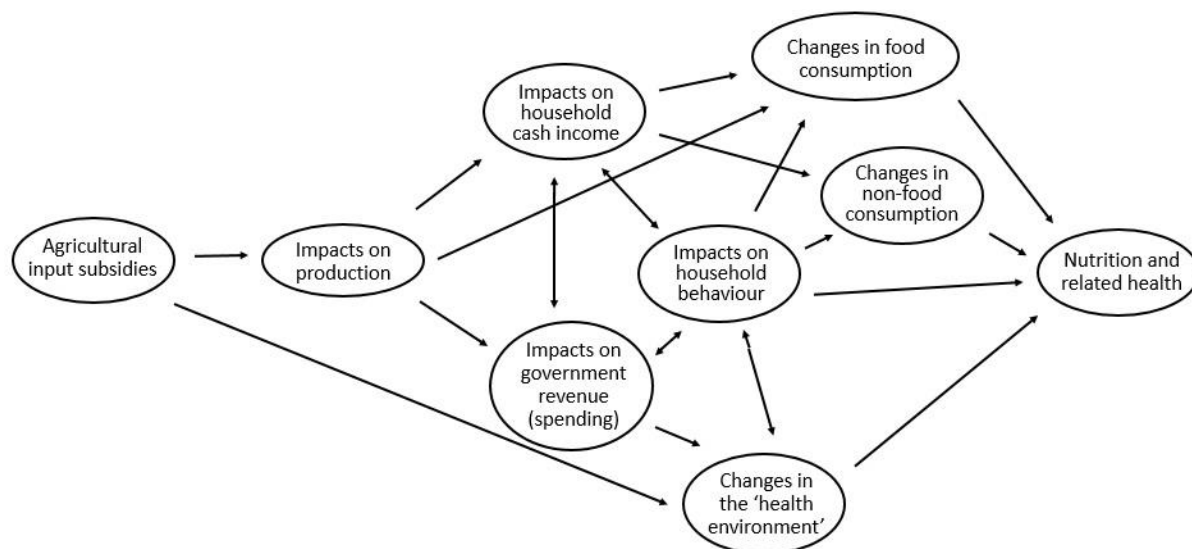 Changes in food
consumption
Impacts on
household
cash income
Changes in
non-food
consumption
Agricultural
input subsidies
Impacts on
production
Impacts on
household
behaviour
Nutrition and
related health
Impacts on
government
revenue
(spending)
Changes in
the ‘health
environment’